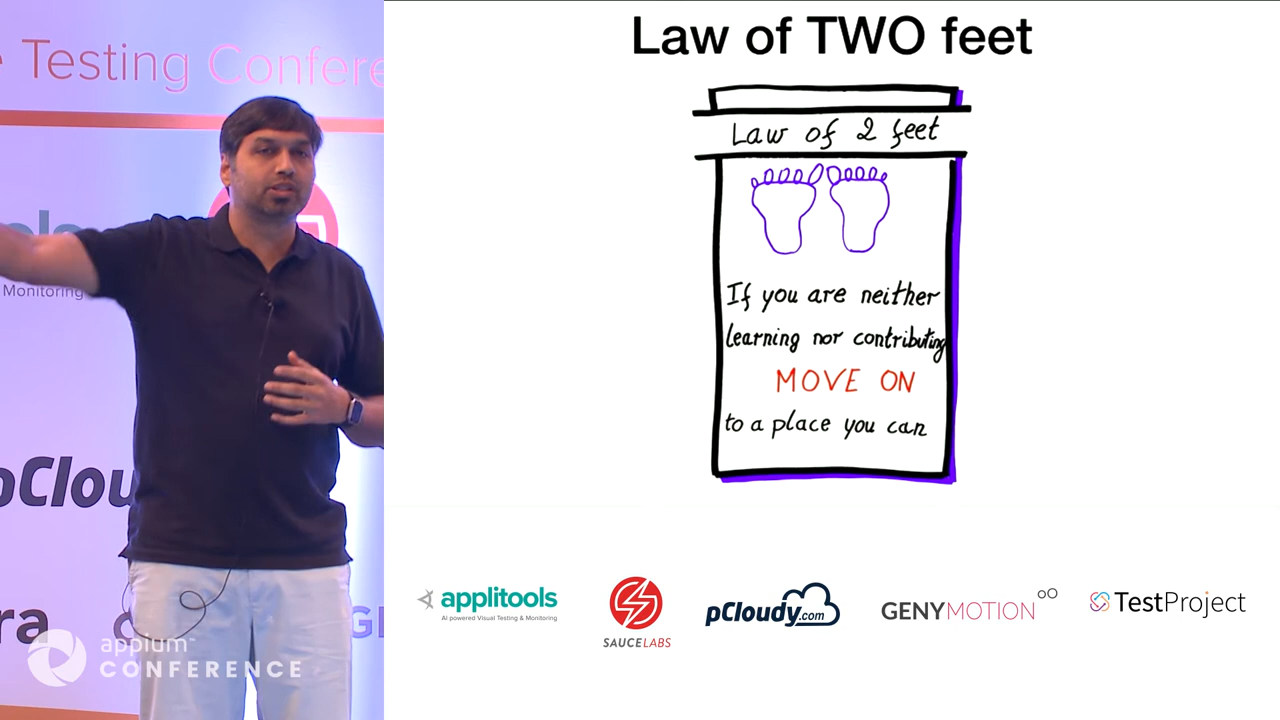 Testing Confere
Monitoring
pClou
ra
appium
CONFERENCE
Law of TWO feet
Law of 2 feet
If you are neither
learning nor contributing
MOVE ON
to a place you can
applitools
AI powered Visual Testing & Monitoring
SAUCELABS
pCloudy.com
GENYMOTION
TestProject